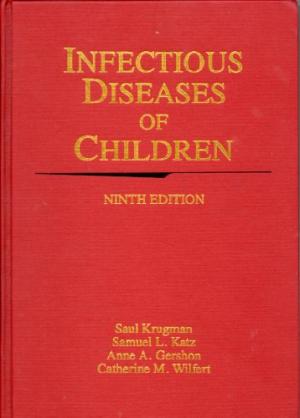 INFECTIOUS
DISEASES
OF
CHILDREN
NINTH EDITION
Saul Krugman
Samuel L. Katz
Anne A. Gershon
Catherine M. Wilfert